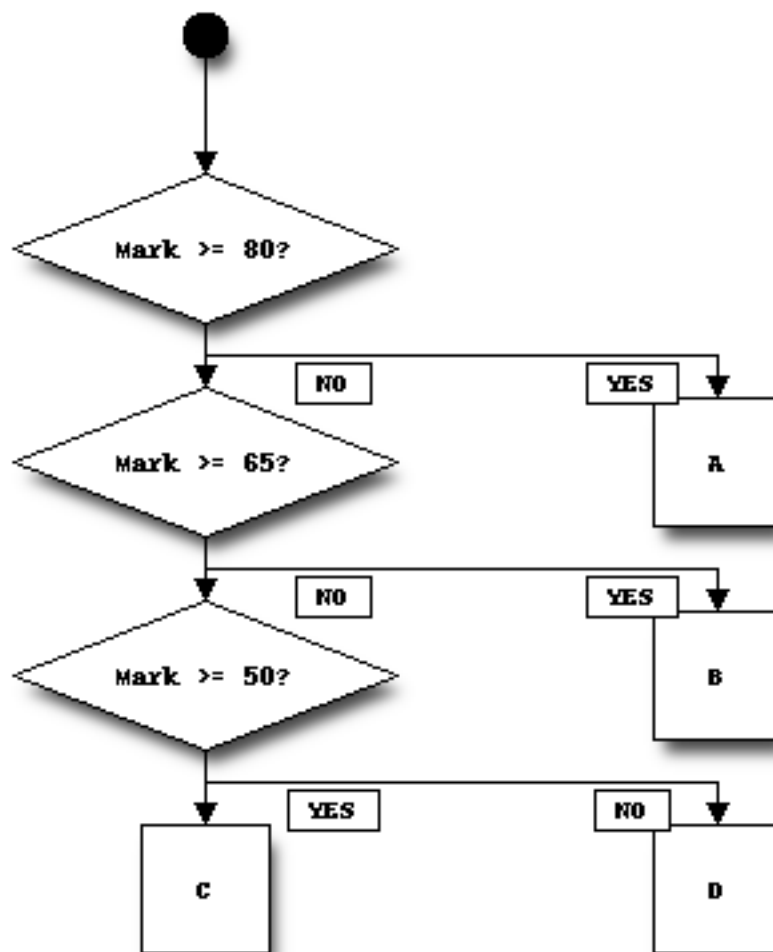 Mark >= 80?
NO
YES
Mark >= 65?
A
NO
YES
Mark >= 50?
B
YES
NO
C
D